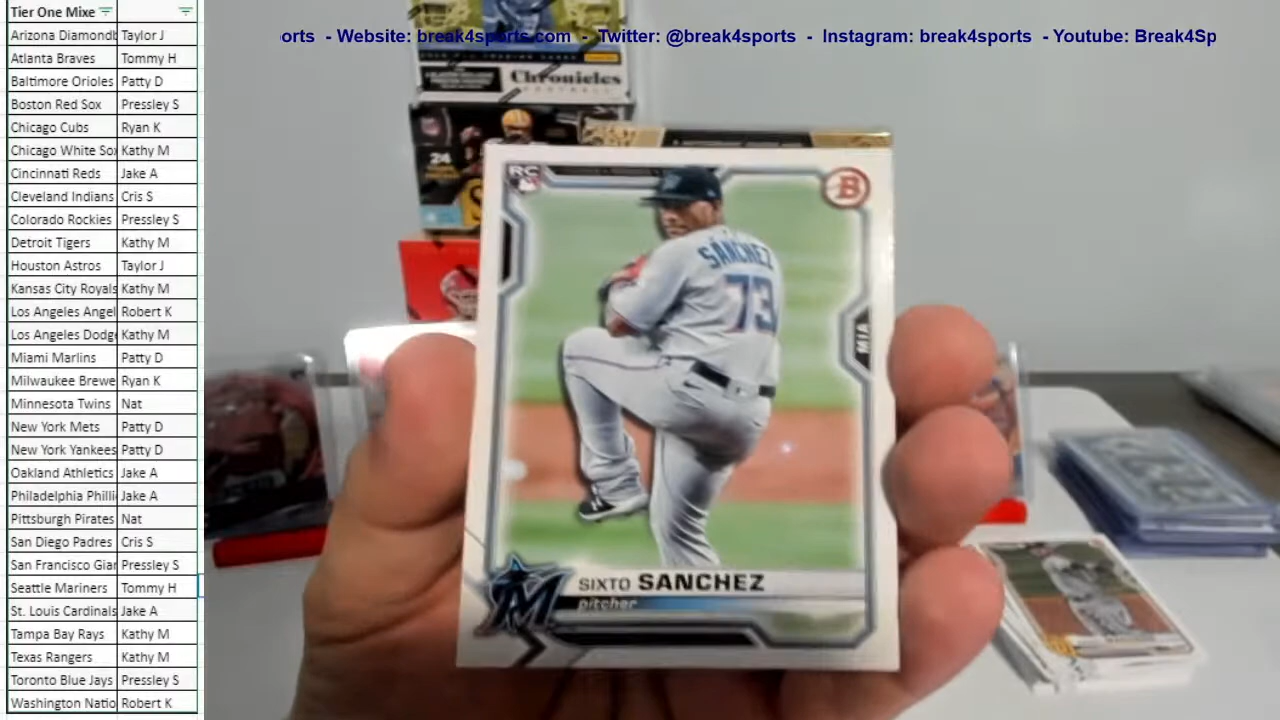 Tier One Mixe
Arizona Diamondb Taylor J
Atlanta Braves Tommy H
Baltimore Orioles Patty D
Boston Red Sox Pressley S
Chicago Cubs Ryan K
Chicago White Sox Kathy M
Cincinnati Reds Jake A
Cleveland Indians Cris S
Colorado Rockies Pressley S
Detroit Tigers Kathy M
Houston Astros Taylor J
Kansas City Royals Kathy M
Los Angeles Angel Robert K
Los Angeles Dodge Kathy M
Miami Marlins Patty D
Milwaukee Brewe Ryan K
Minnesota Twins Nat
New York Mets Patty D
New York Yankees Patty D
Oakland Athletics Jake A
Philadelphia Philli Jake A
Pittsburgh Pirates Nat
San Diego Padres Cris S
San Francisco Gian Pressley S
Seattle Mariners Tommy H
St. Louis Cardinals Jake A
Tampa Bay Rays Kathy M
Texas Rangers Kathy M
Toronto Blue Jays Pressley S
Washington Natio Robert K
orts - Website: break4sports.com - Twitter: @break4sports - Instagram: break4sports - Youtube: Break4Sp
Chronicles
FOOTBALL
24
RC
B
SÁNCHEZ
73
MIA
M
SIXTO SANCHEZ
pitcher